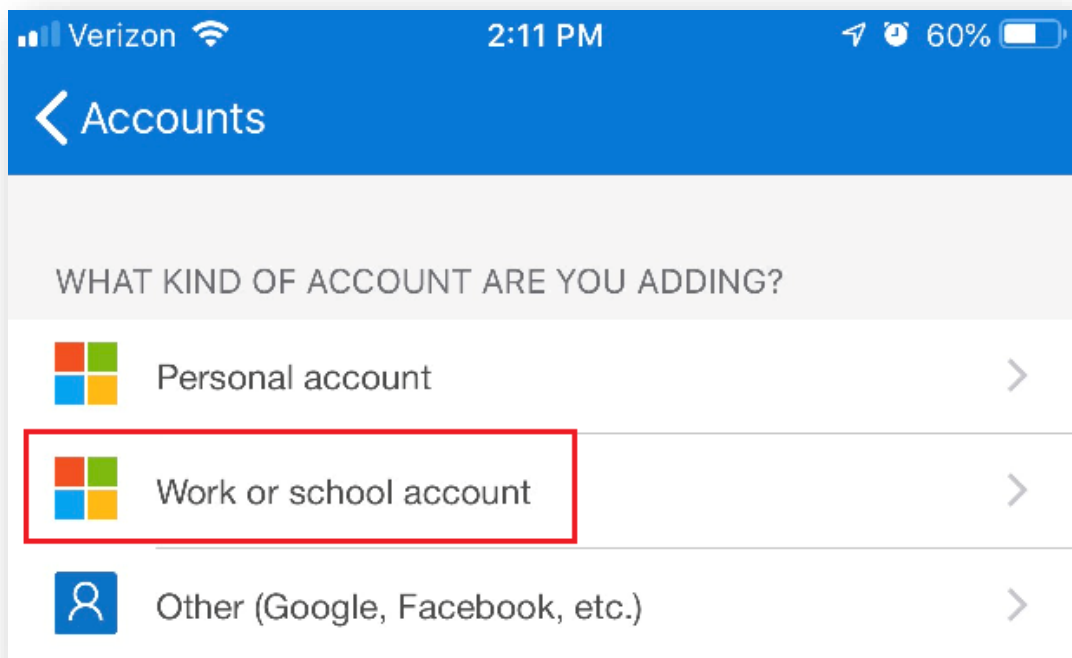 Verizon 2:11 PM 60%
Accounts
WHAT KIND OF ACCOUNT ARE YOU ADDING?
Personal account
Work or school account
Other (Google, Facebook, etc.)